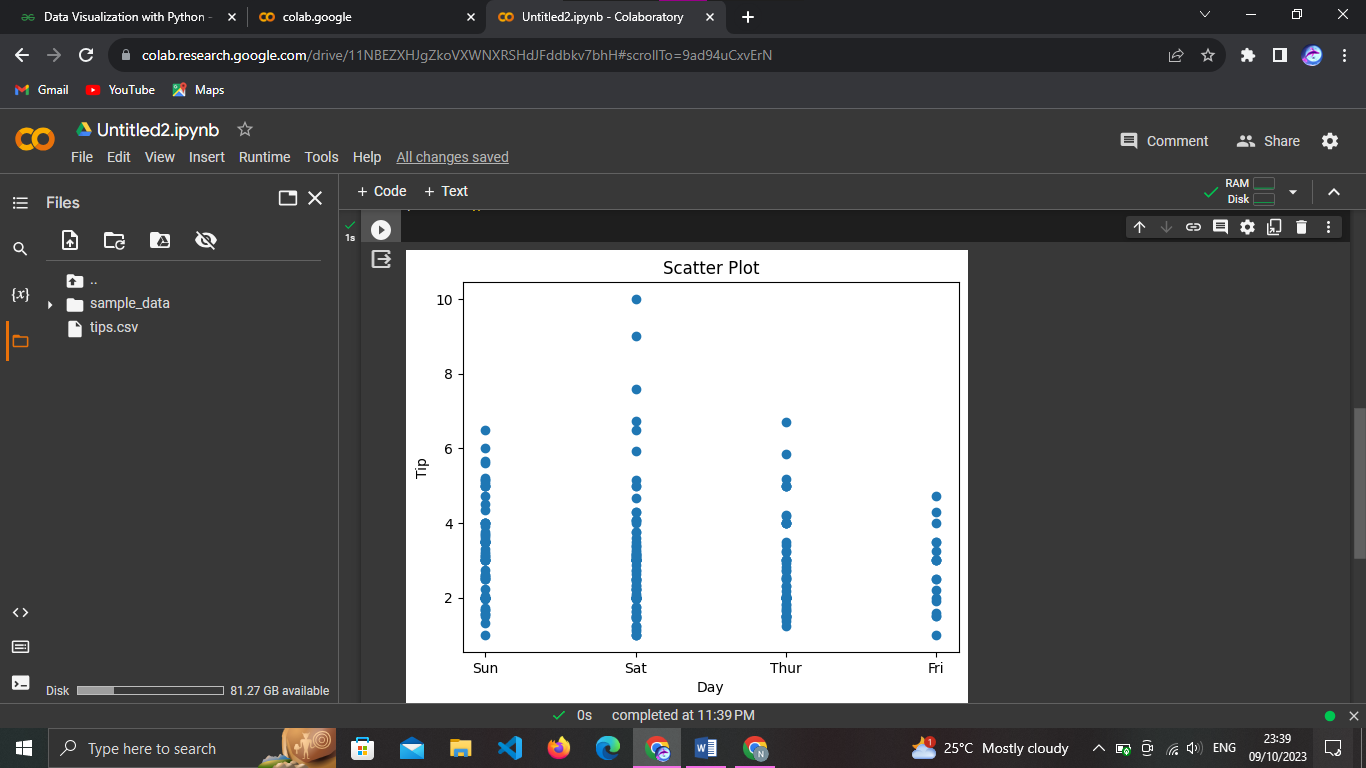 Data Visualization with Python -
colab.google
Untitled2.ipynb - Colaboratory
colab.research.google.com/drive/11NBEZXHJgZkoVXWNXRSHdJFddbkv7bhH#scrollTo=9ad94uCxvErN
Gmail
YouTube
Maps
Untitled2.ipynb
File Edit View Insert Runtime Tools Help All changes saved
Comment
Share
Files
+ Code + Text
RAM
Disk
1s
..
{x}
sample_data
tips.csv
Scatter Plot
10
8
6
4
2
Tip
Sun Sat Thur Fri
Day
Disk 81.27 GB available
0s completed at 11:39 PM
Type here to search
N
1
25°C Mostly cloudy
ENG
23:39
09/10/2023